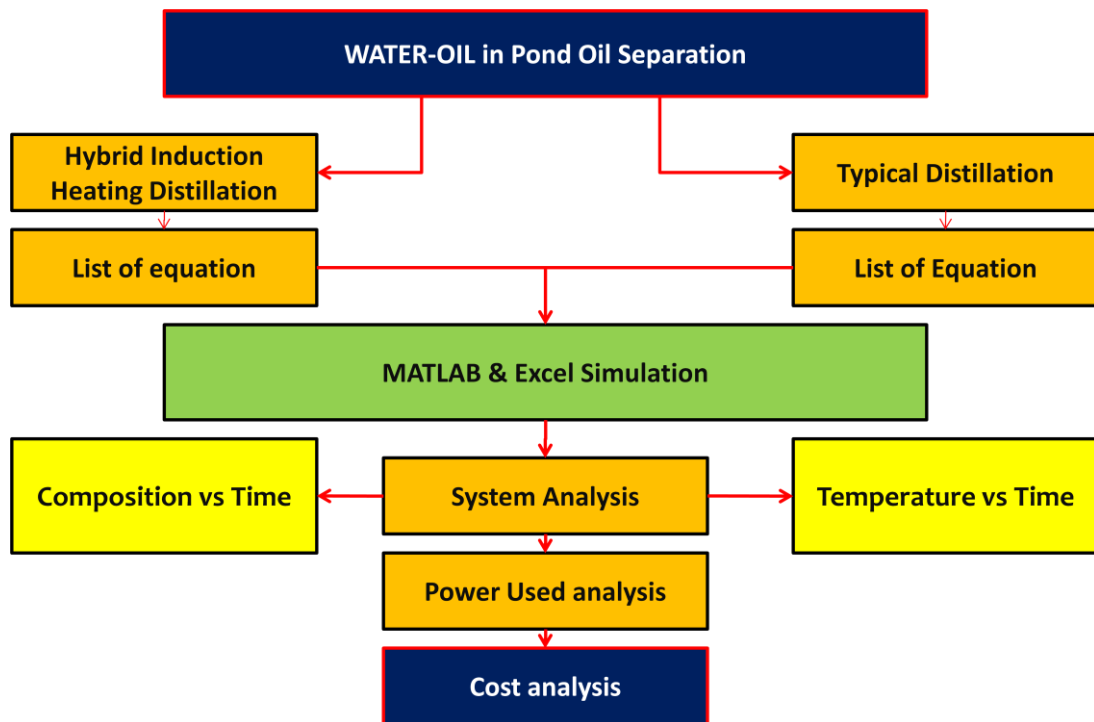 WATER-OIL in Pond Oil Separation
Hybrid Induction
Heating Distillation
Typical Distillation
List of equation
List of Equation
MATLAB & Excel Simulation
Composition vs Time
System Analysis
Temperature vs Time
Power Used analysis
Cost analysis